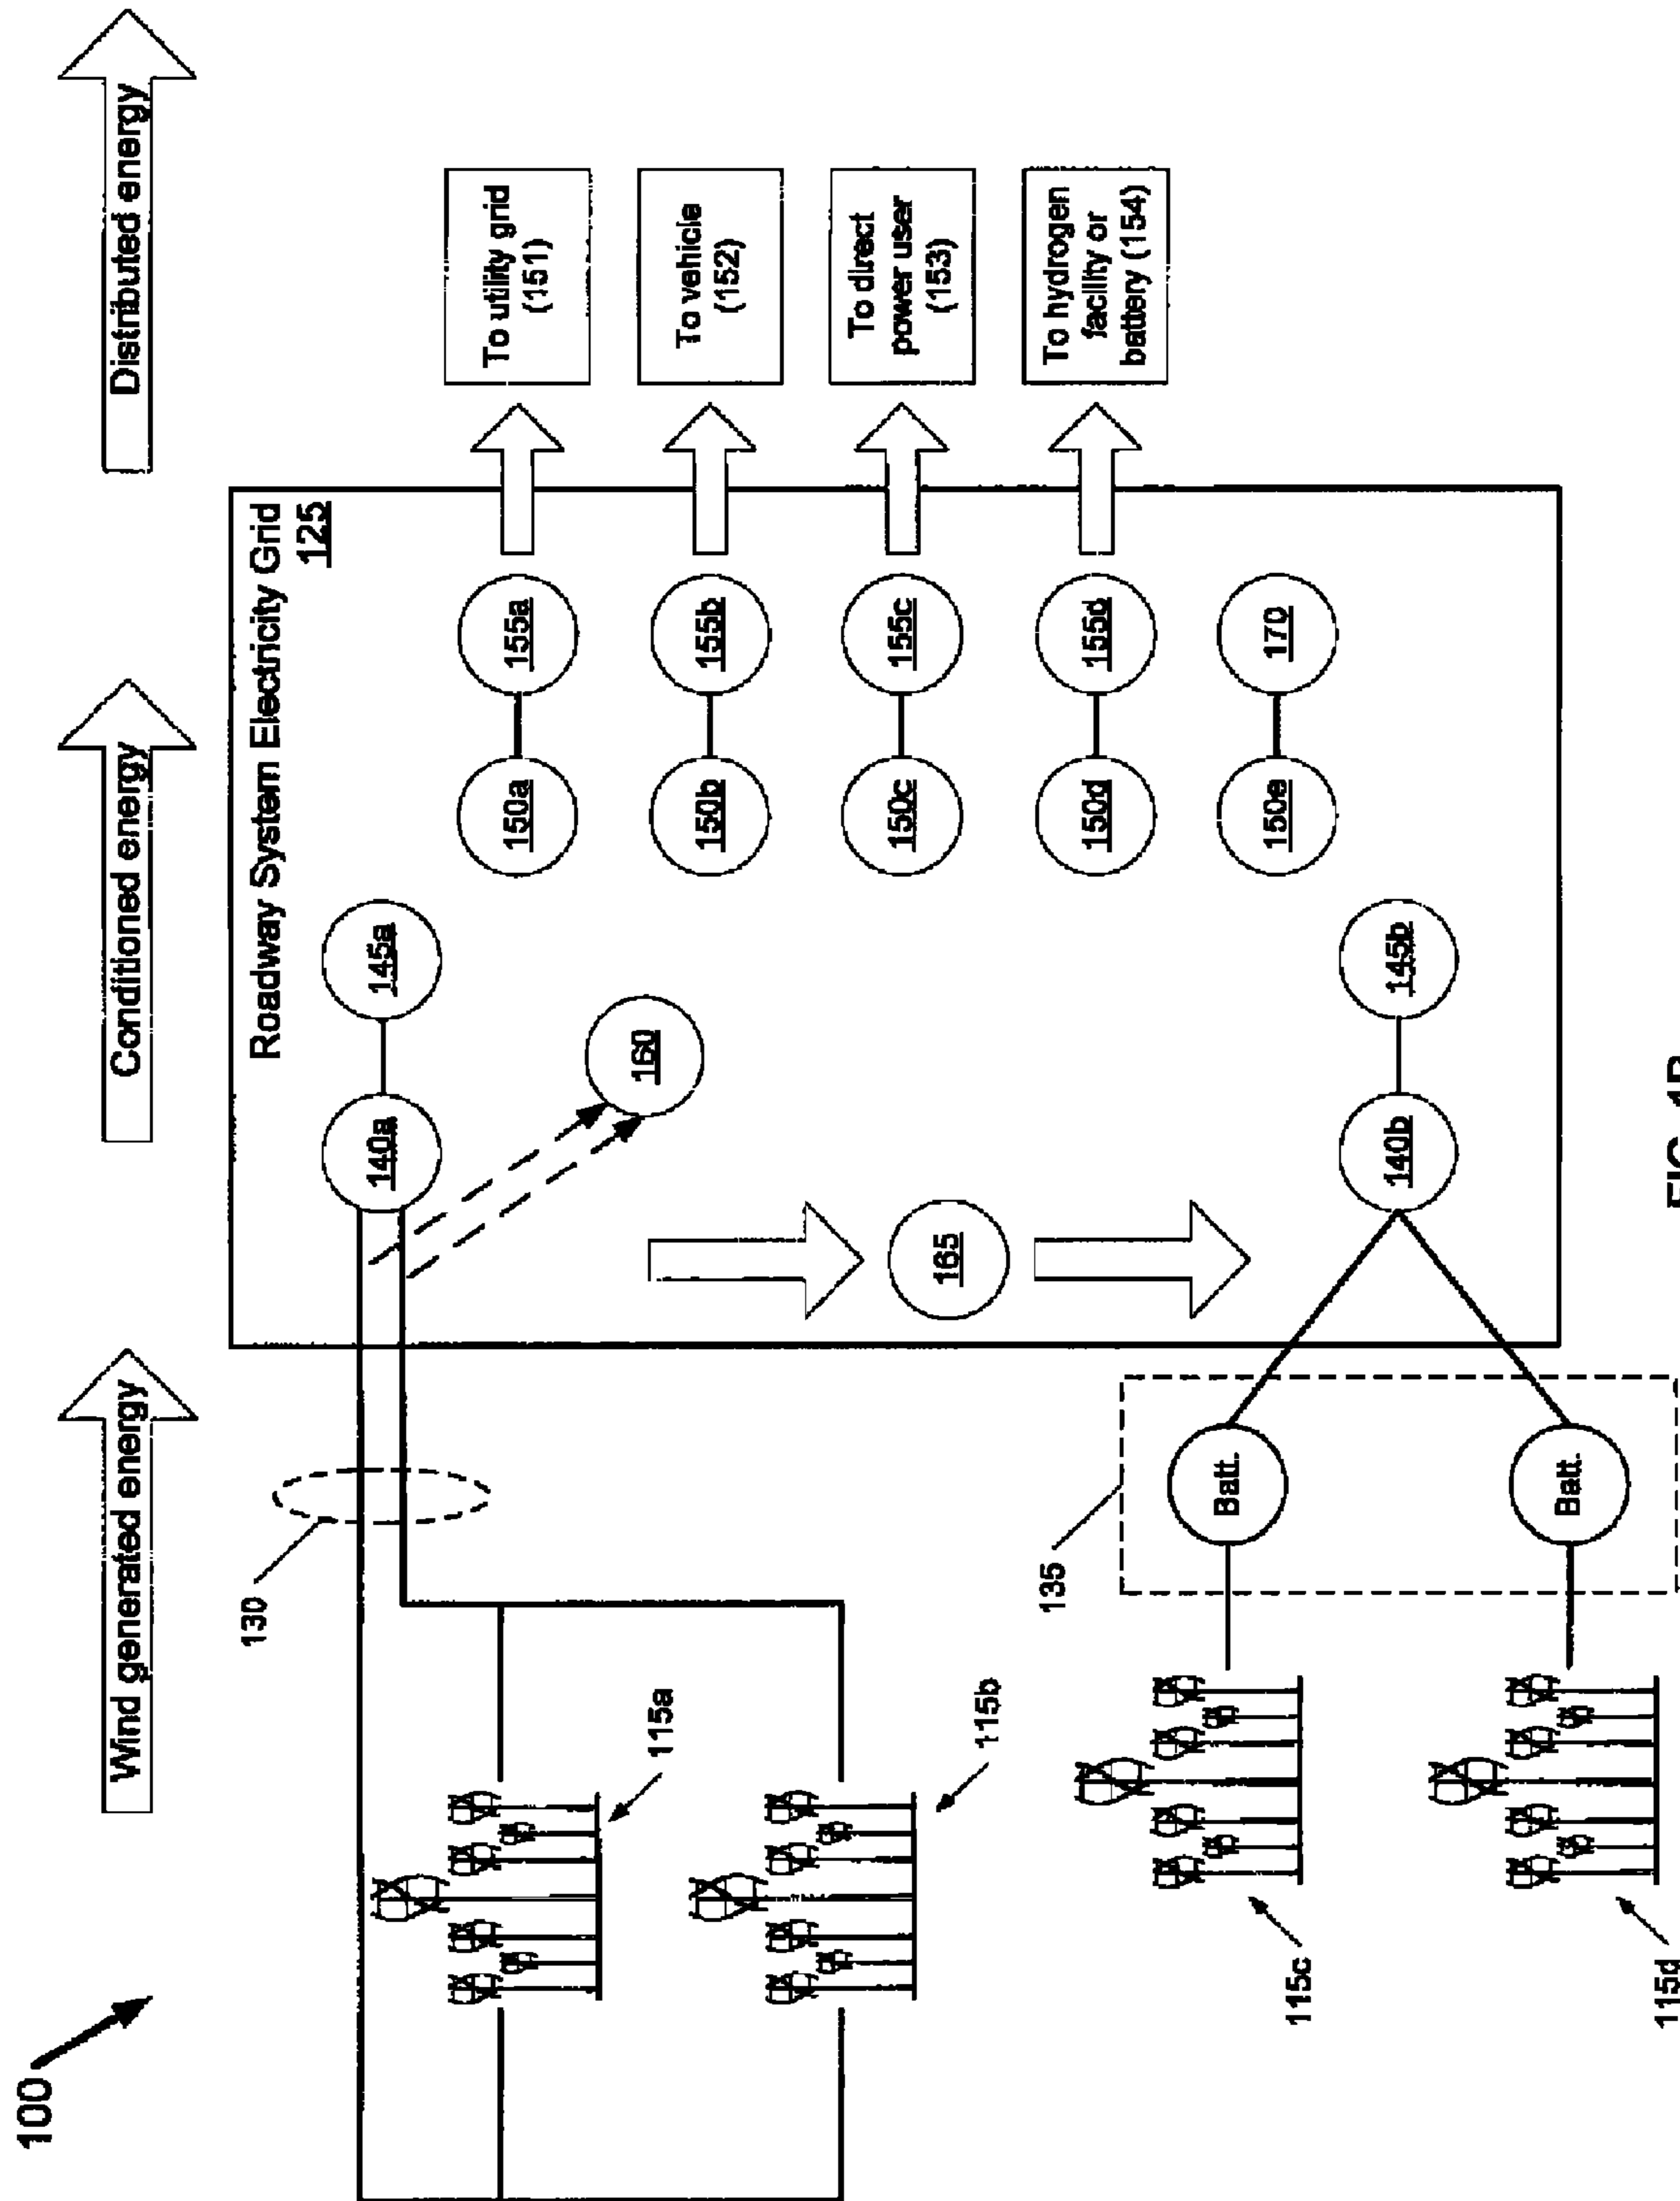 100
Wind generated energy
Conditioned energy
Distributed energy
130
Roadway System Electricity Grid
125
140a
145a
160
165
150a
155a
To utility grid
(151)
150b
155b
To vehicle
(152)
150c
155c
To direct
power user
(153)
150d
155d
To hydrogen
facility or
battery (154)
150e
170
140b
145b
115a
115b
135
Batt.
Batt.
115c
115d